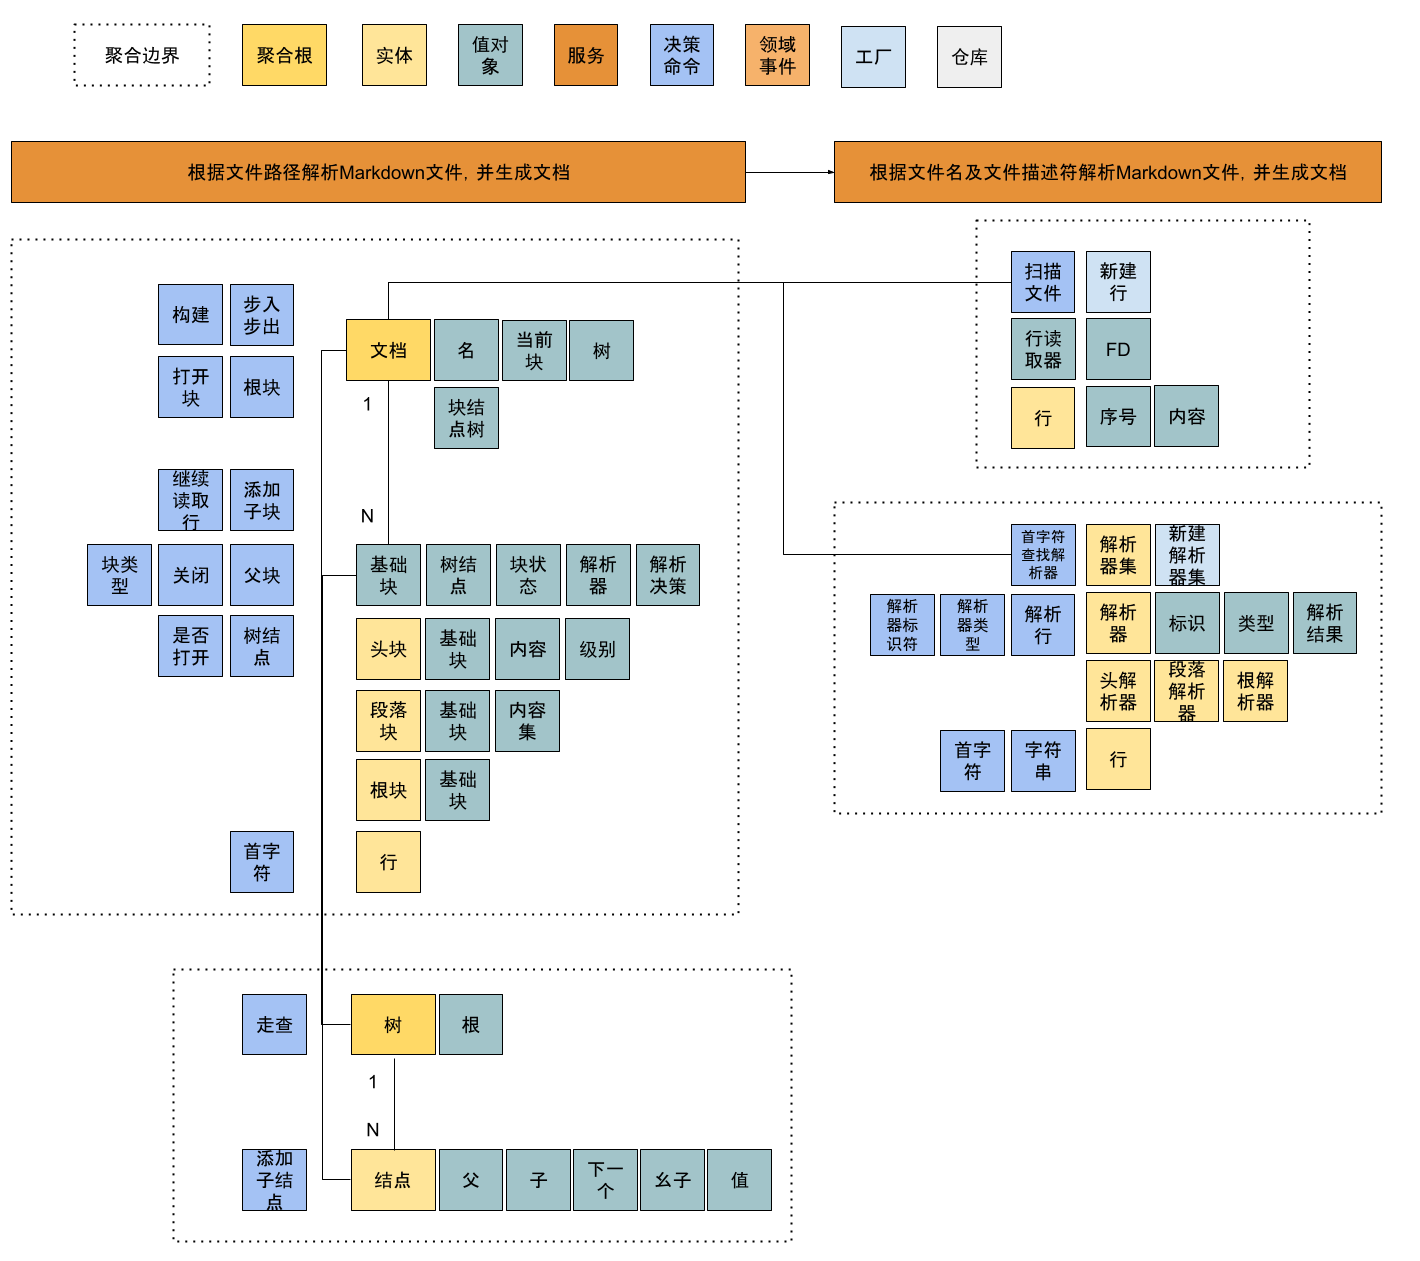 聚合边界
聚合根
实体
值对
象
服务
决策
命令
领域
事件
工厂
仓库
根据文件路径解析Markdown文件, 并生成文档
根据文件名及文件描述符解析Markdown文件, 并生成文档
构建
步入
步出
打开
块
根块
文档
名
当前
块
树
块结
点树
1
N
继续
读取
行
添加
子块
块类
型
关闭
父块
是否
打开
树结
点
基础
块
树结
点
块状
态
解析
器
解析
决策
头块
基础
块
内容
级别
段落
块
基础
块
内容
集
根块
基础
块
首字
符
行
扫描
文件
新建
行
行读
取器
FD
行
序号
内容
首字符
查找解
析器
解析
器集
新建
解析
器集
解析
器标
识符
解析
器类
型
解析
行
解析
器
标识
类型
解析
结果
头解
析器
段落
解析
器
根解
析器
首字
符
字符
串
行
走查
树
根
1
N
添加
子结
点
结点
父
子
下一
个
幺子
值